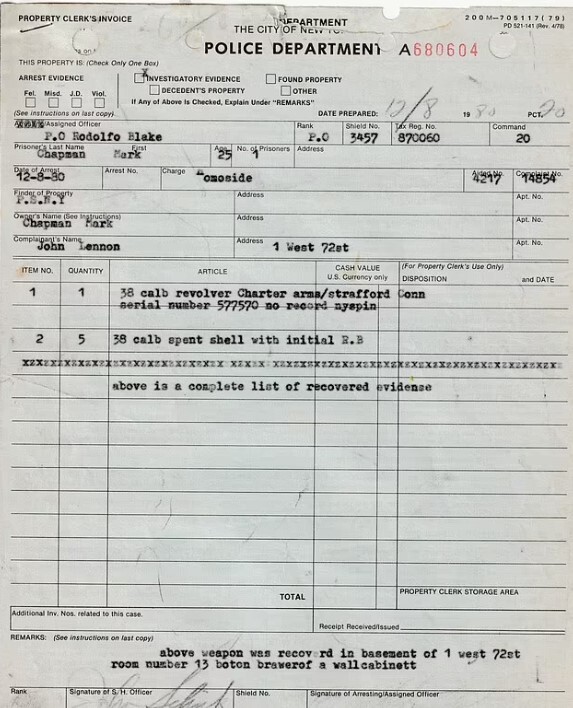 PROPERTY CLERK'S INVOICE
DEPARTMENT
200M-705117(79)
THE CITY OF NEW YO
PD 521-141 (Rev. 4/78)
POLICE DEPARTMENT A680604
THIS PROPERTY IS: (Check Only One Box)
ARREST EVIDENCE X INVESTIGATORY EVIDENCE FOUND PROPERTY
DECEDENT'S PROPERTY OTHER
Fel. Misd. J.D. Viol.
If Any of Above is Checked, Explain Under "REMARKS"
(See instructions on last copy) DATE PREPARED: 12/8 19 80 PCT. 20
/Assigned Officer Rank Shield No. Tax Reg. No. Command
P.O Rodolfo Blake P.O 3457 870060 20
Prisoner's Last Name First Age No. of Prisoners Address
Chapman Mark 25 1
Date of Arrest Arrest No. Charge Aided No. Complaint No.
12-8-80 omoside 4217 14854
Finder of Property Address Apt. No.
P.S.N.Y
Owner's Name (See Instructions) Address Apt. No.
Chapman Mark
Complainant's Name Address Apt. No.
John Lennon 1 West 72st
ITEM NO. QUANTITY ARTICLE CASH VALUE U.S. Currency only (For Property Clerk's Use Only) DISPOSITION and DATE
1 1 38 calb revolver Charter arms/strafford Conn
serial number 577570 no record nyspin
2 5 38 calb spent shell with initial R.B
XZXZXXXXXXXXXXXXXXXXXX
above is a complete list of recovered evidense
TOTAL PROPERTY CLERK STORAGE AREA
Additional Inv. Nos. related to this case.
Receipt Received/Issued
REMARKS: (See instructions on last copy)
above weapon was recov rd in basement of 1 west 72st
room number 13 boton brawerof a wallcabinett
Rank Signature of S. H. Officer Shield No. Signature of Arresting/Assigned Officer